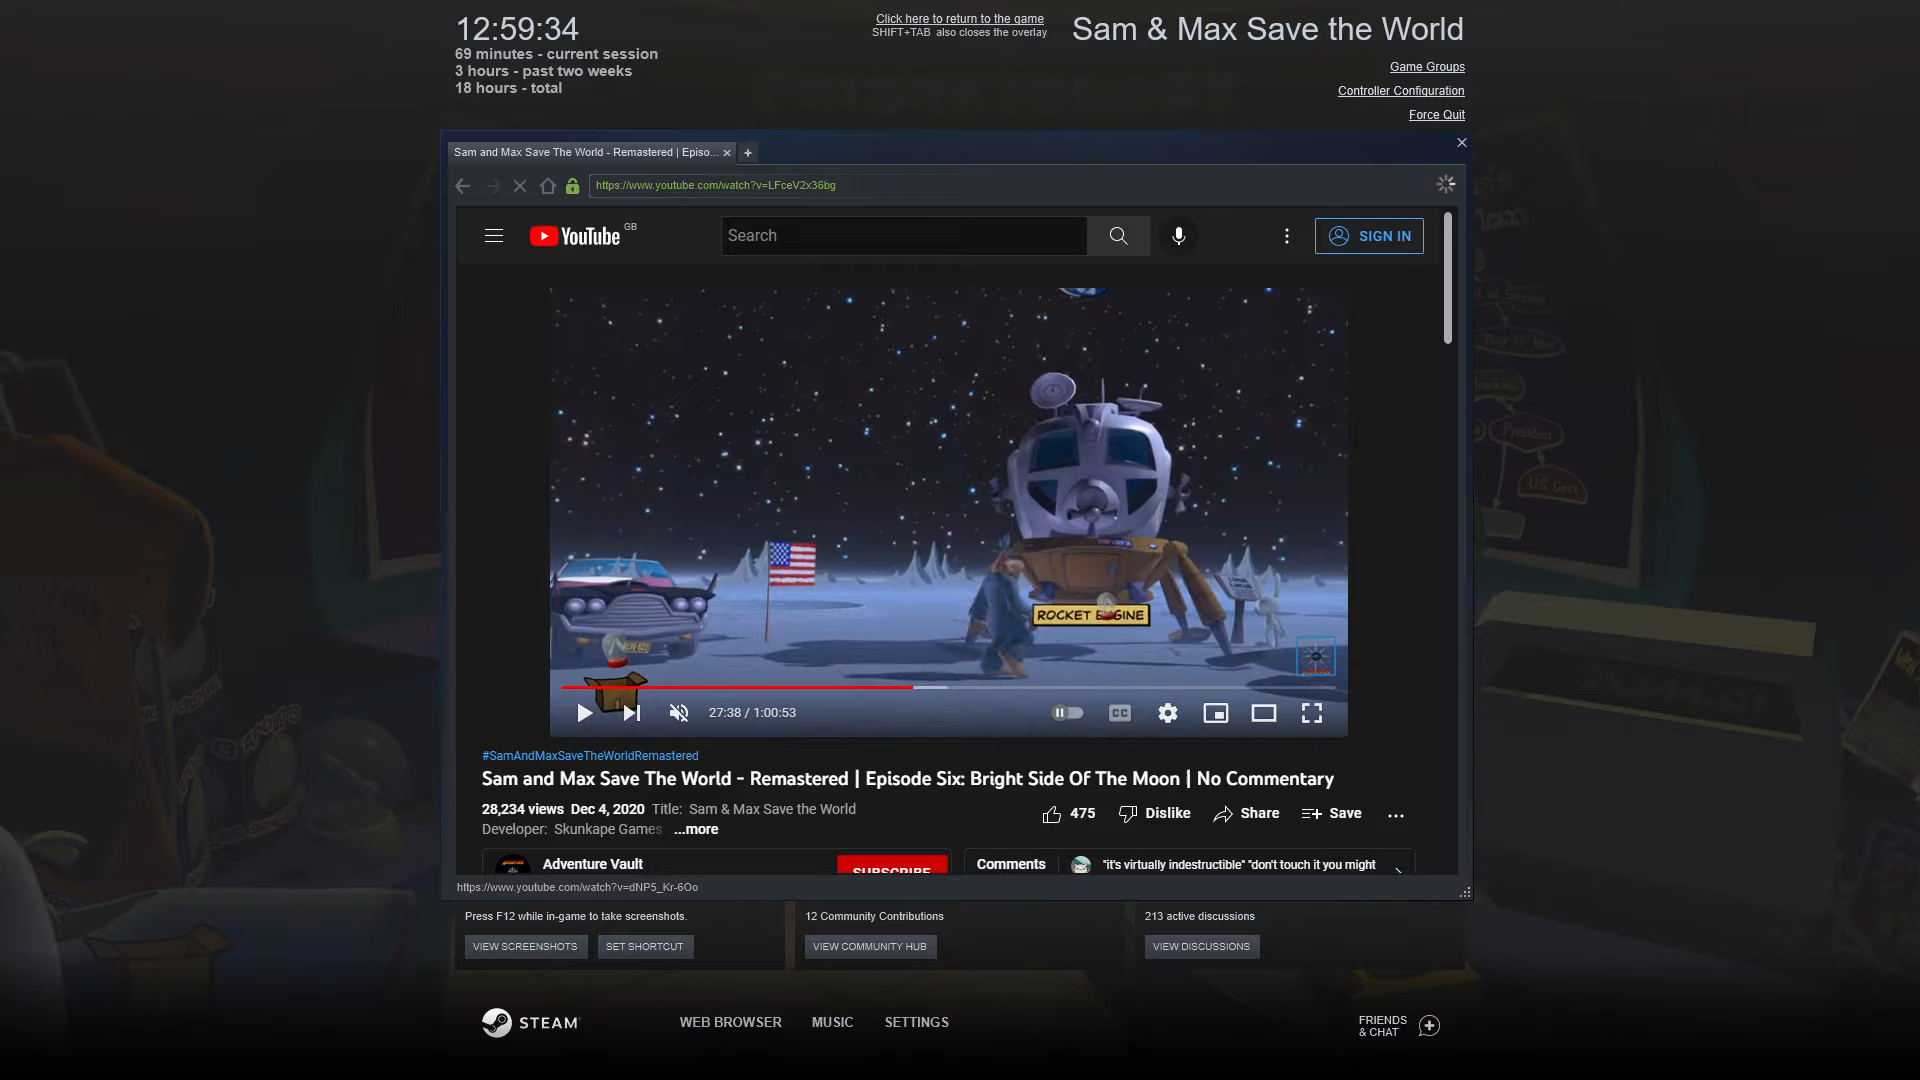 12:59:34
69 minutes - current session
3 hours - past two weeks
18 hours - total
Click here to return to the game
SHIFT+TAB also closes the overlay
Sam & Max Save the World
Game Groups
Controller Configuration
Force Quit
Sam and Max Save The World - Remastered | Episo...
https://www.youtube.com/watch?v=LFceV2x36bg
YouTube GB
Search
SIGN IN
ROCKET ENGINE
27:38 / 1:00:53
CC
#SamAndMaxSaveTheWorldRemastered
Sam and Max Save The World - Remastered | Episode Six: Bright Side Of The Moon | No Commentary
28,234 views Dec 4, 2020 Title: Sam & Max Save the World
Developer: Skunkape Games ...more
475 Dislike Share Save
Adventure Vault
SUBSCRIBE
Comments
"it's virtually indestructible" "don't touch it you might
https://www.youtube.com/watch?v=dNP5_Kr-6Oo
Press F12 while in-game to take screenshots.
VIEW SCREENSHOTS
SET SHORTCUT
12 Community Contributions
VIEW COMMUNITY HUB
213 active discussions
VIEW DISCUSSIONS
STEAM
WEB BROWSER
MUSIC
SETTINGS
FRIENDS
& CHAT
President
U.S. Govt